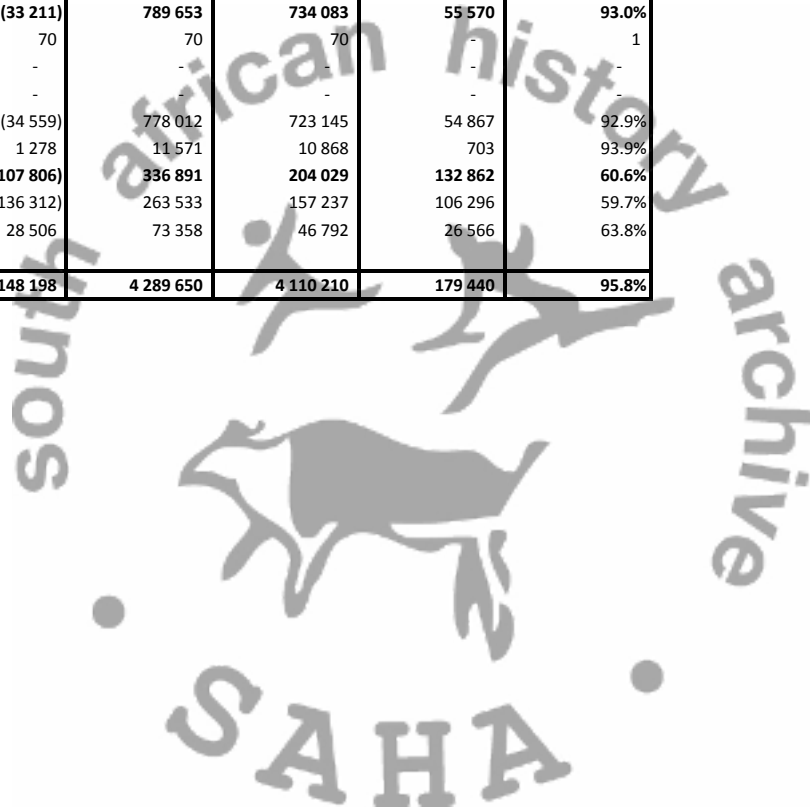 (33 211) 789 653 734 083 55 570 93.0%
70 70 70 - 1
- - - - -
- - - - -
(34 559) 778 012 723 145 54 867 92.9%
1 278 11 571 10 868 703 93.9%
107 806) 336 891 204 029 132 862 60.6%
136 312) 263 533 157 237 106 296 59.7%
28 506 73 358 46 792 26 566 63.8%
148 198 4 289 650 4 110 210 179 440 95.8%
south african history archive
SAHA